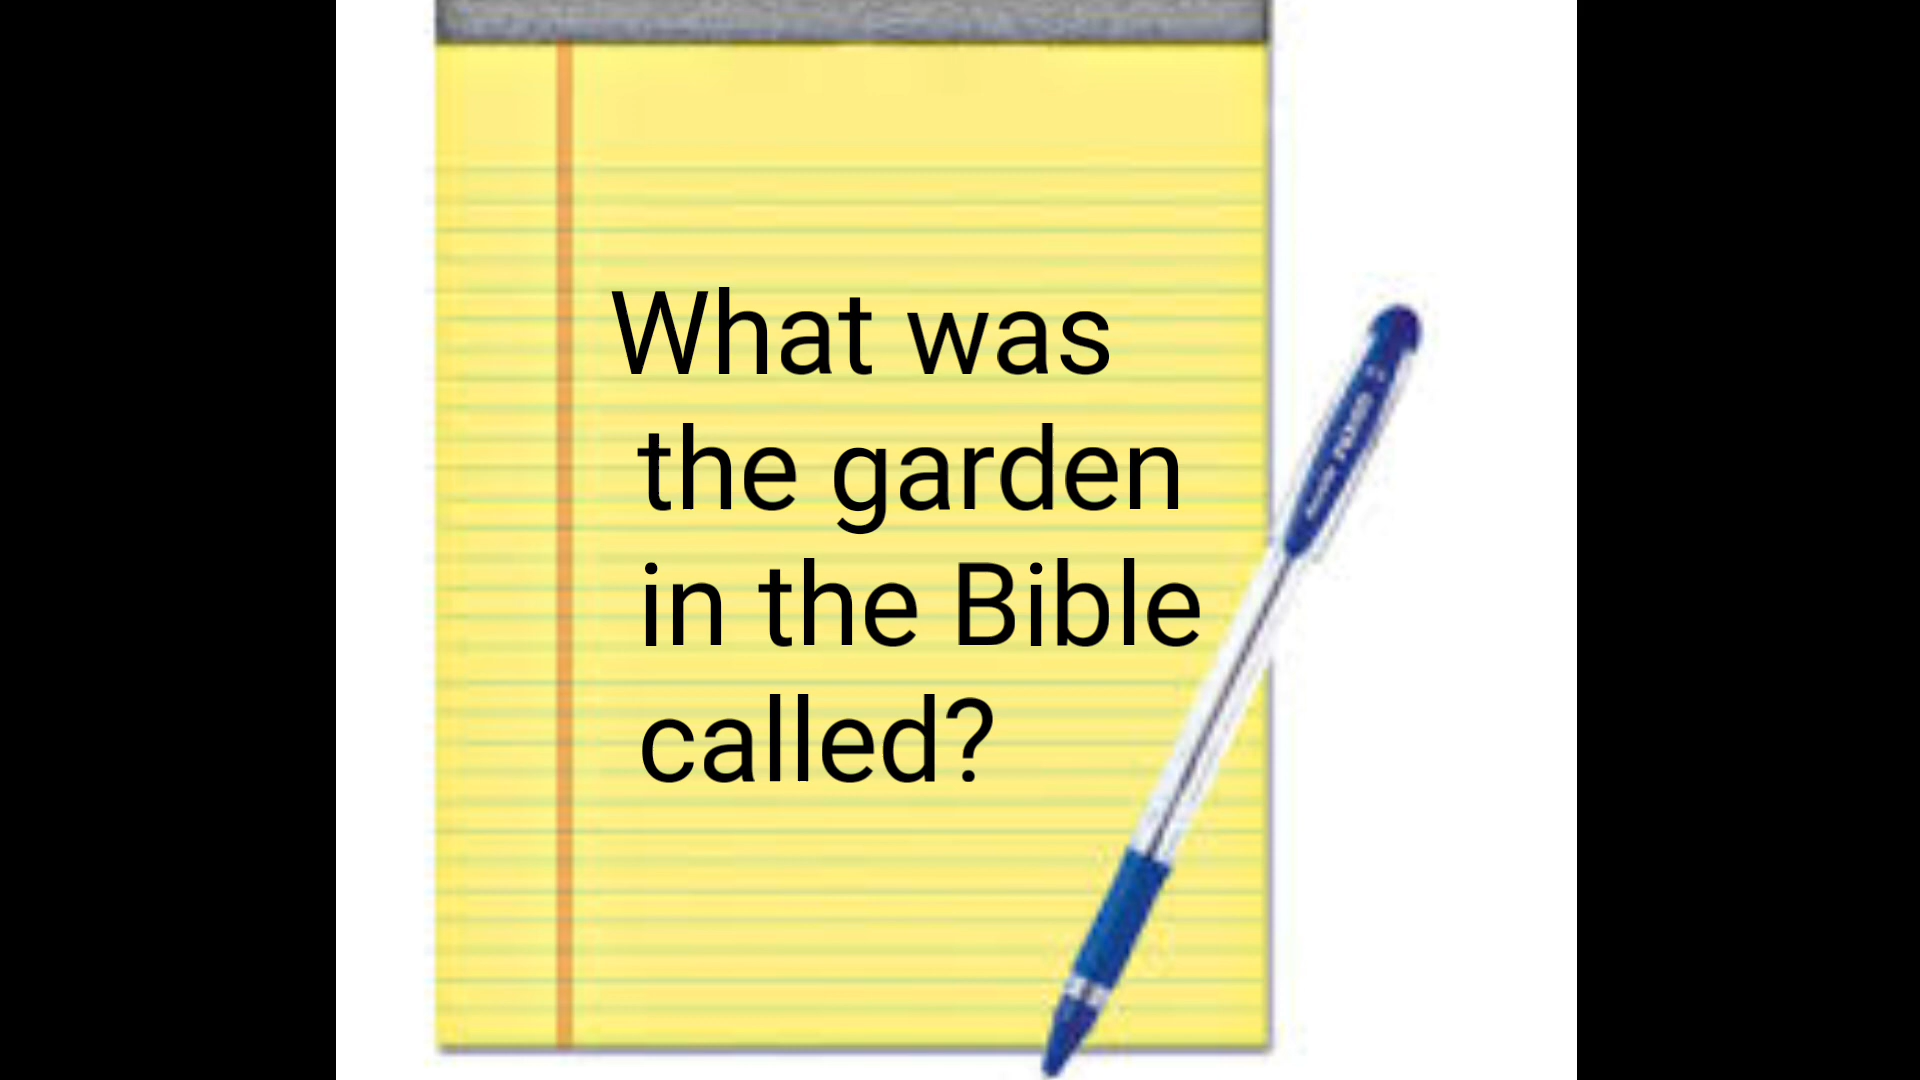 What was
the garden
in the Bible
called?